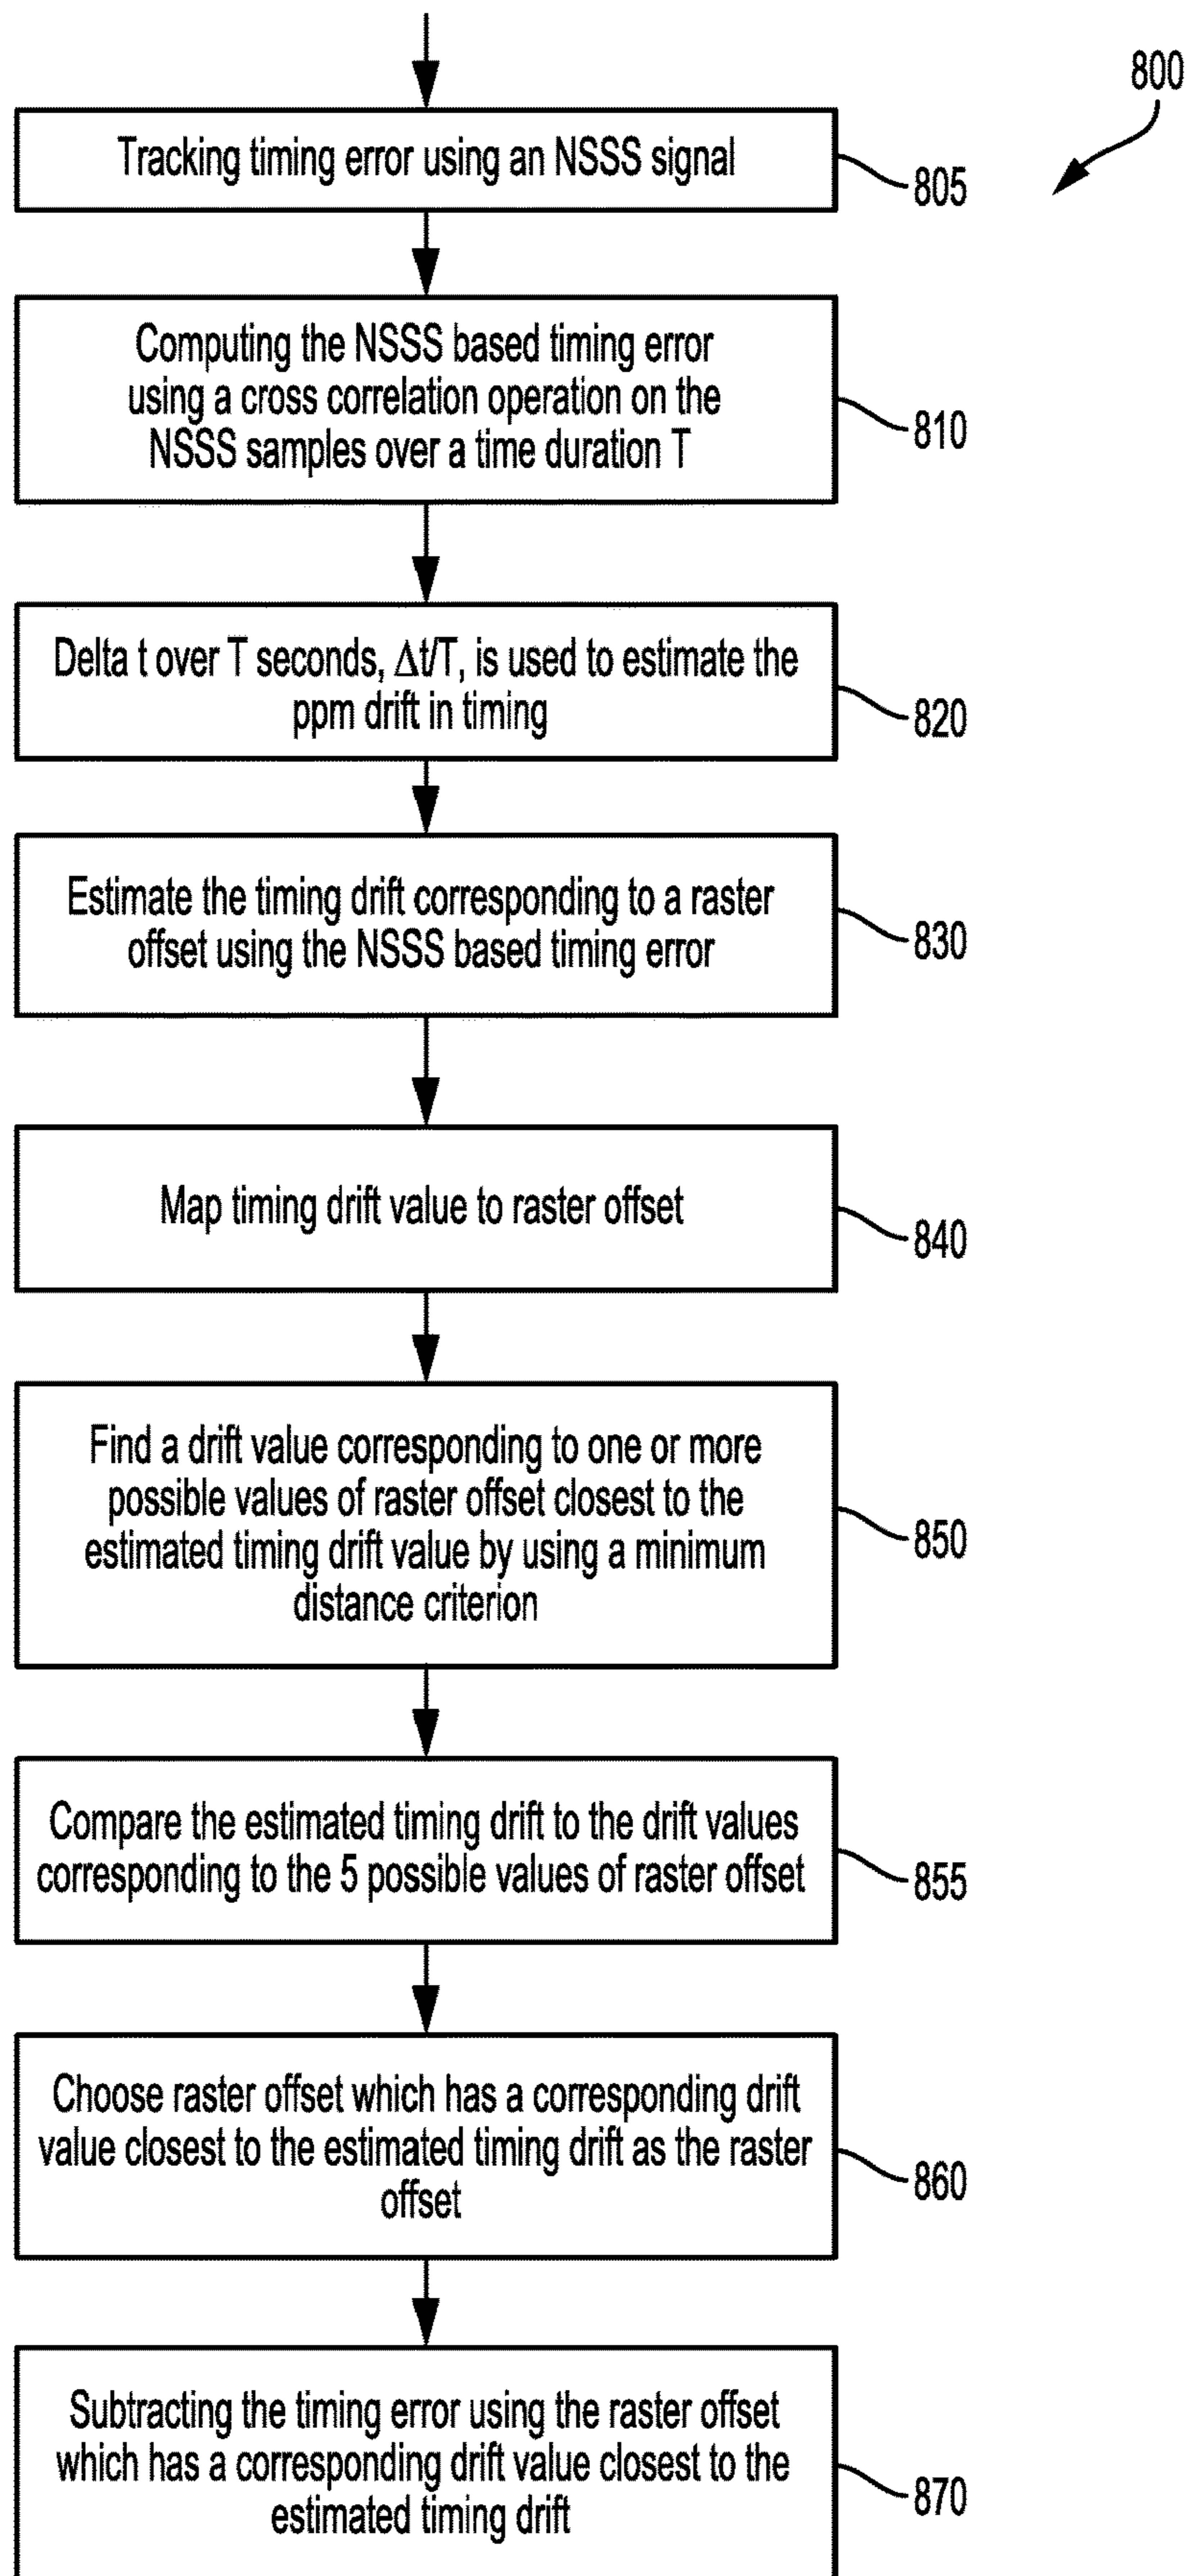 800
Tracking timing error using an NSSS signal
805
Computing the NSSS based timing error
using a cross correlation operation on the
NSSS samples over a time duration T
810
Delta t over T seconds, Δt/T, is used to estimate the
ppm drift in timing
820
Estimate the timing drift corresponding to a raster
offset using the NSSS based timing error
830
Map timing drift value to raster offset
840
Find a drift value corresponding to one or more
possible values of raster offset closest to the
estimated timing drift value by using a minimum
distance criterion
850
Compare the estimated timing drift to the drift values
corresponding to the 5 possible values of raster offset
855
Choose raster offset which has a corresponding drift
value closest to the estimated timing drift as the raster
offset
860
Subtracting the timing error using the raster offset
which has a corresponding drift value closest to the
estimated timing drift
870